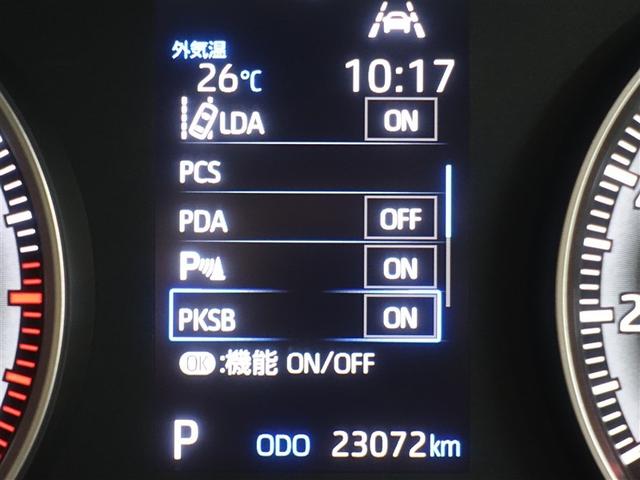 外気温
26℃ 10:17
LDA ON
PCS
PDA OFF
P ON
PKSB ON
OK:機能 ON/OFF
P ODO 23072km